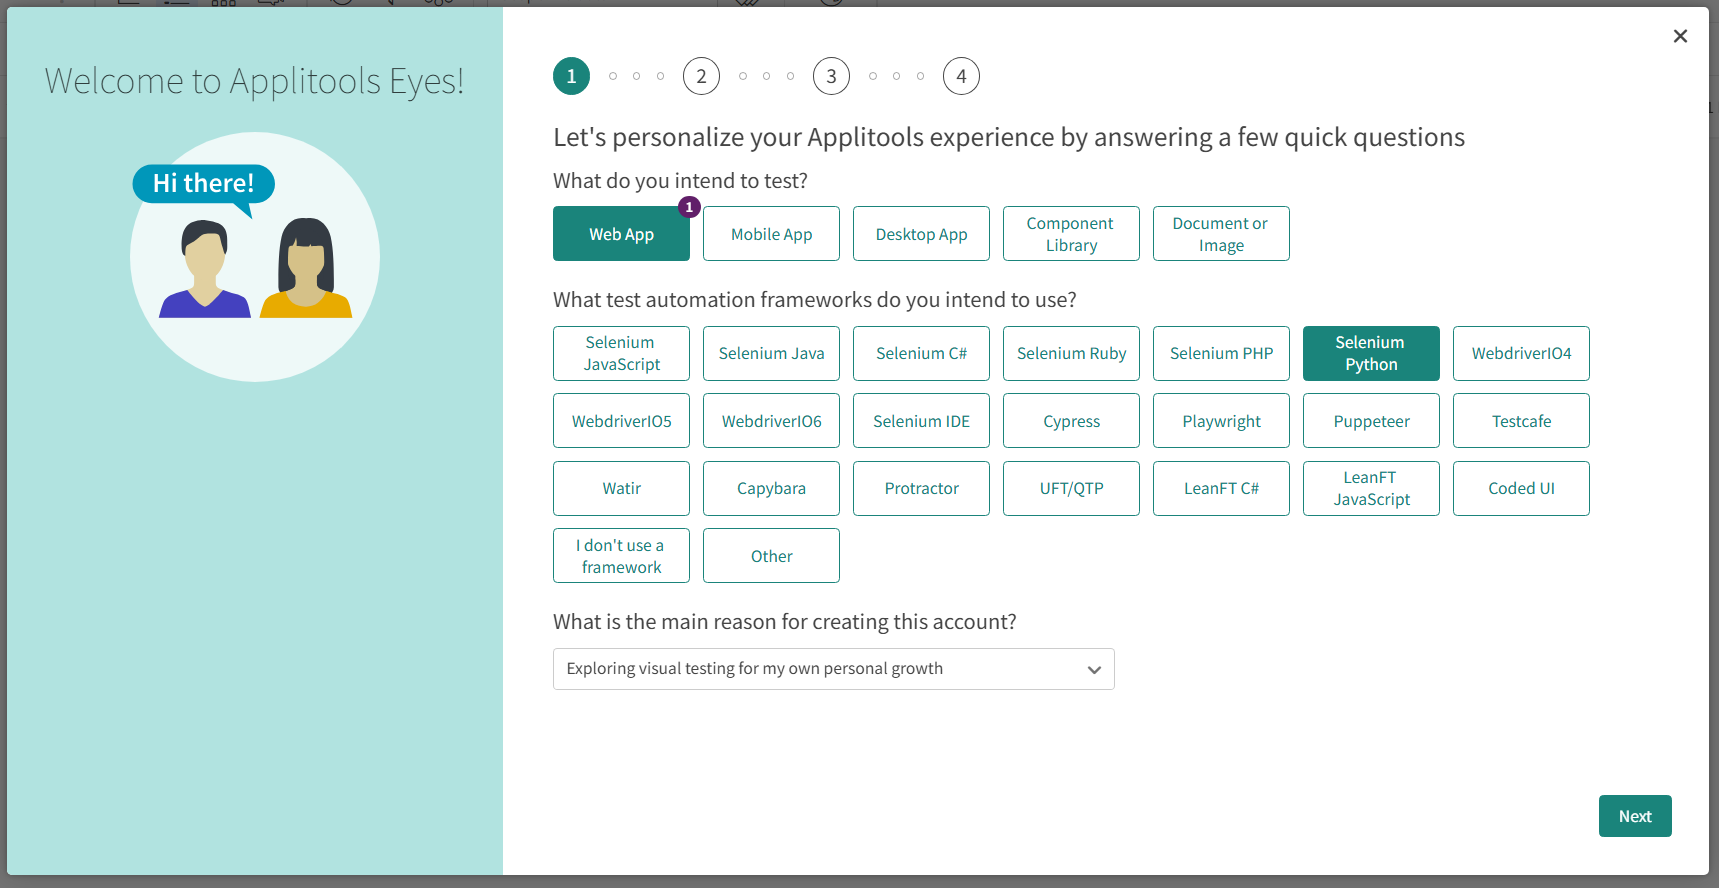 Welcome to Applitools Eyes!
Hi there!
1
2
3
4
Let's personalize your Applitools experience by answering a few quick questions
What do you intend to test?
Web App
1
Mobile App
Desktop App
Component
Library
Document or
Image
What test automation frameworks do you intend to use?
Selenium
JavaScript
Selenium Java
Selenium C#
Selenium Ruby
Selenium PHP
Selenium
Python
WebdriverIO4
WebdriverIO5
WebdriverIO6
Selenium IDE
Cypress
Playwright
Puppeteer
Testcafe
Watir
Capybara
Protractor
UFT/QTP
LeanFT C#
LeanFT
JavaScript
Coded UI
I don't use a
framework
Other
What is the main reason for creating this account?
Exploring visual testing for my own personal growth
Next